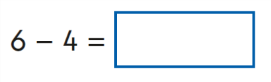 6 – 4 =